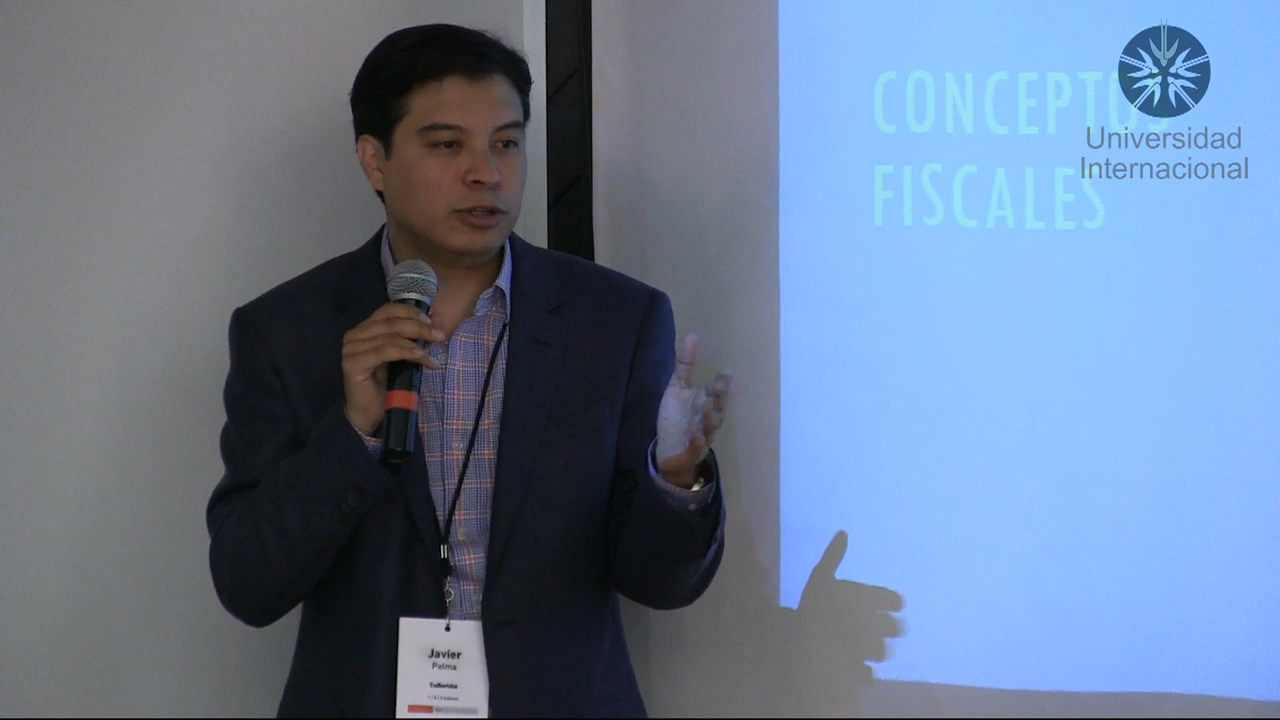 CONCEPTOS
FISCALES
Universidad
Internacional
Javier
Palma